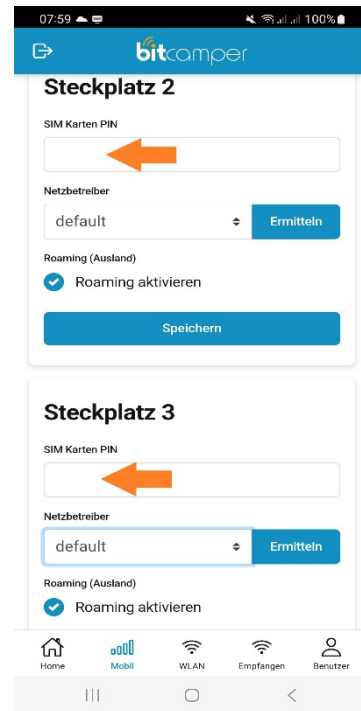 07:59 100%
bitcamper
Steckplatz 2
SIM Karten PIN
Netzbetreiber
default Ermitteln
Roaming (Ausland)
Roaming aktivieren
Speichern
Steckplatz 3
SIM Karten PIN
Netzbetreiber
default Ermitteln
Roaming (Ausland)
Roaming aktivieren
Home Mobil WLAN Empfangen Benutzer